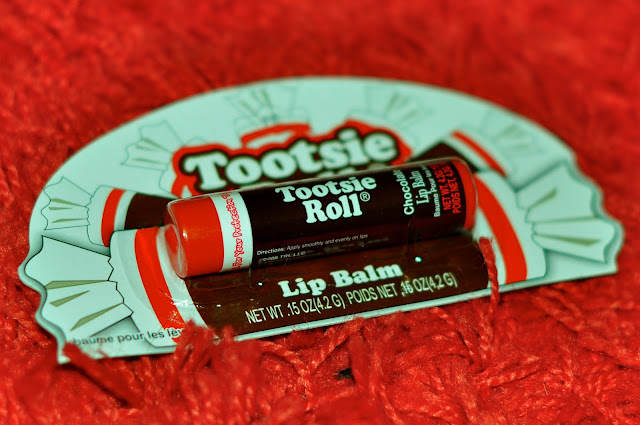 Tootsie
Tootsie
Roll®
Chocolate
Lip Balm
Directions: Apply smoothly and evenly on lips
Lip Balm
NET WT .15 OZ(4.2 G), POIDS NET .15 OZ(4.2 G)
baume pour les lè